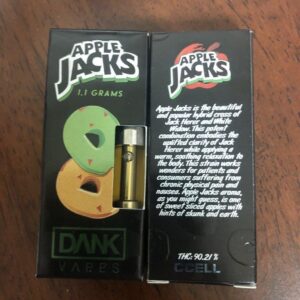 APPLE
JACKS
1.1 GRAMS
DANK
VAPES
APPLE
JACKS
Apple Jacks is the beautiful
and popular hybrid cross of
Jack Herer and White
Widow. This potent
combination embodies the
uplifted clarity of Jack
Herer while applying a
warm, soothing relaxation to
the body. This strain works
wonders for patients and
consumers suffering from
chronic physical pain and
nausea. Apple Jacks aroma,
as you might guess, is one
of sweet sliced apples with
hints of skunk and earth.
THC: 90.21%
CCELL